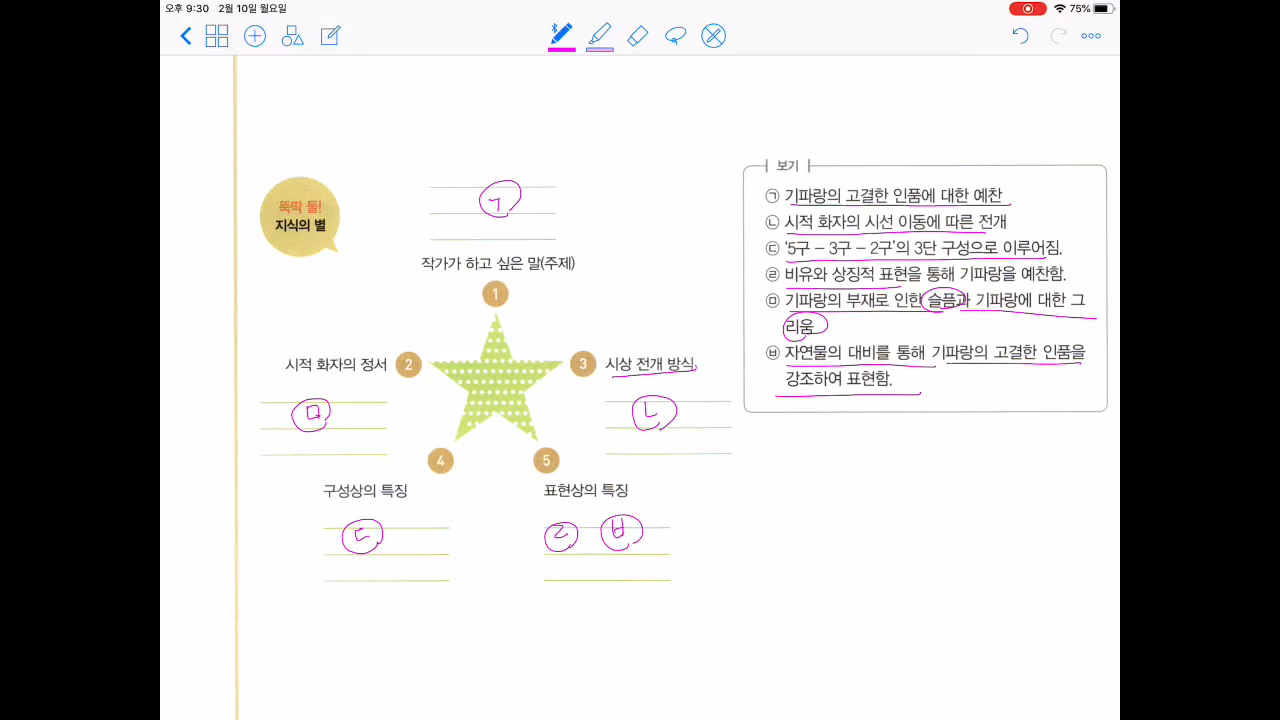 오후 9:30 2월 10일 월요일
75%
뚝딱 둘!
지식의 별
ㄱ
작가가 하고 싶은 말(주제)
1
시적 화자의 정서 2
3 시상 전개 방식
ㅁ
ㄴ
4
5
구성상의 특징
표현상의 특징
ㄷ
ㄹ ㅂ
보기
㉠ 기파랑의 고결한 인품에 대한 예찬
㉡ 시적 화자의 시선 이동에 따른 전개
㉢ ‘5구 – 3구 – 2구’의 3단 구성으로 이루어짐.
㉣ 비유와 상징적 표현을 통해 기파랑을 예찬함.
㉤ 기파랑의 부재로 인한 슬픔과 기파랑에 대한 그
리움
㉥ 자연물의 대비를 통해 기파랑의 고결한 인품을
강조하여 표현함.